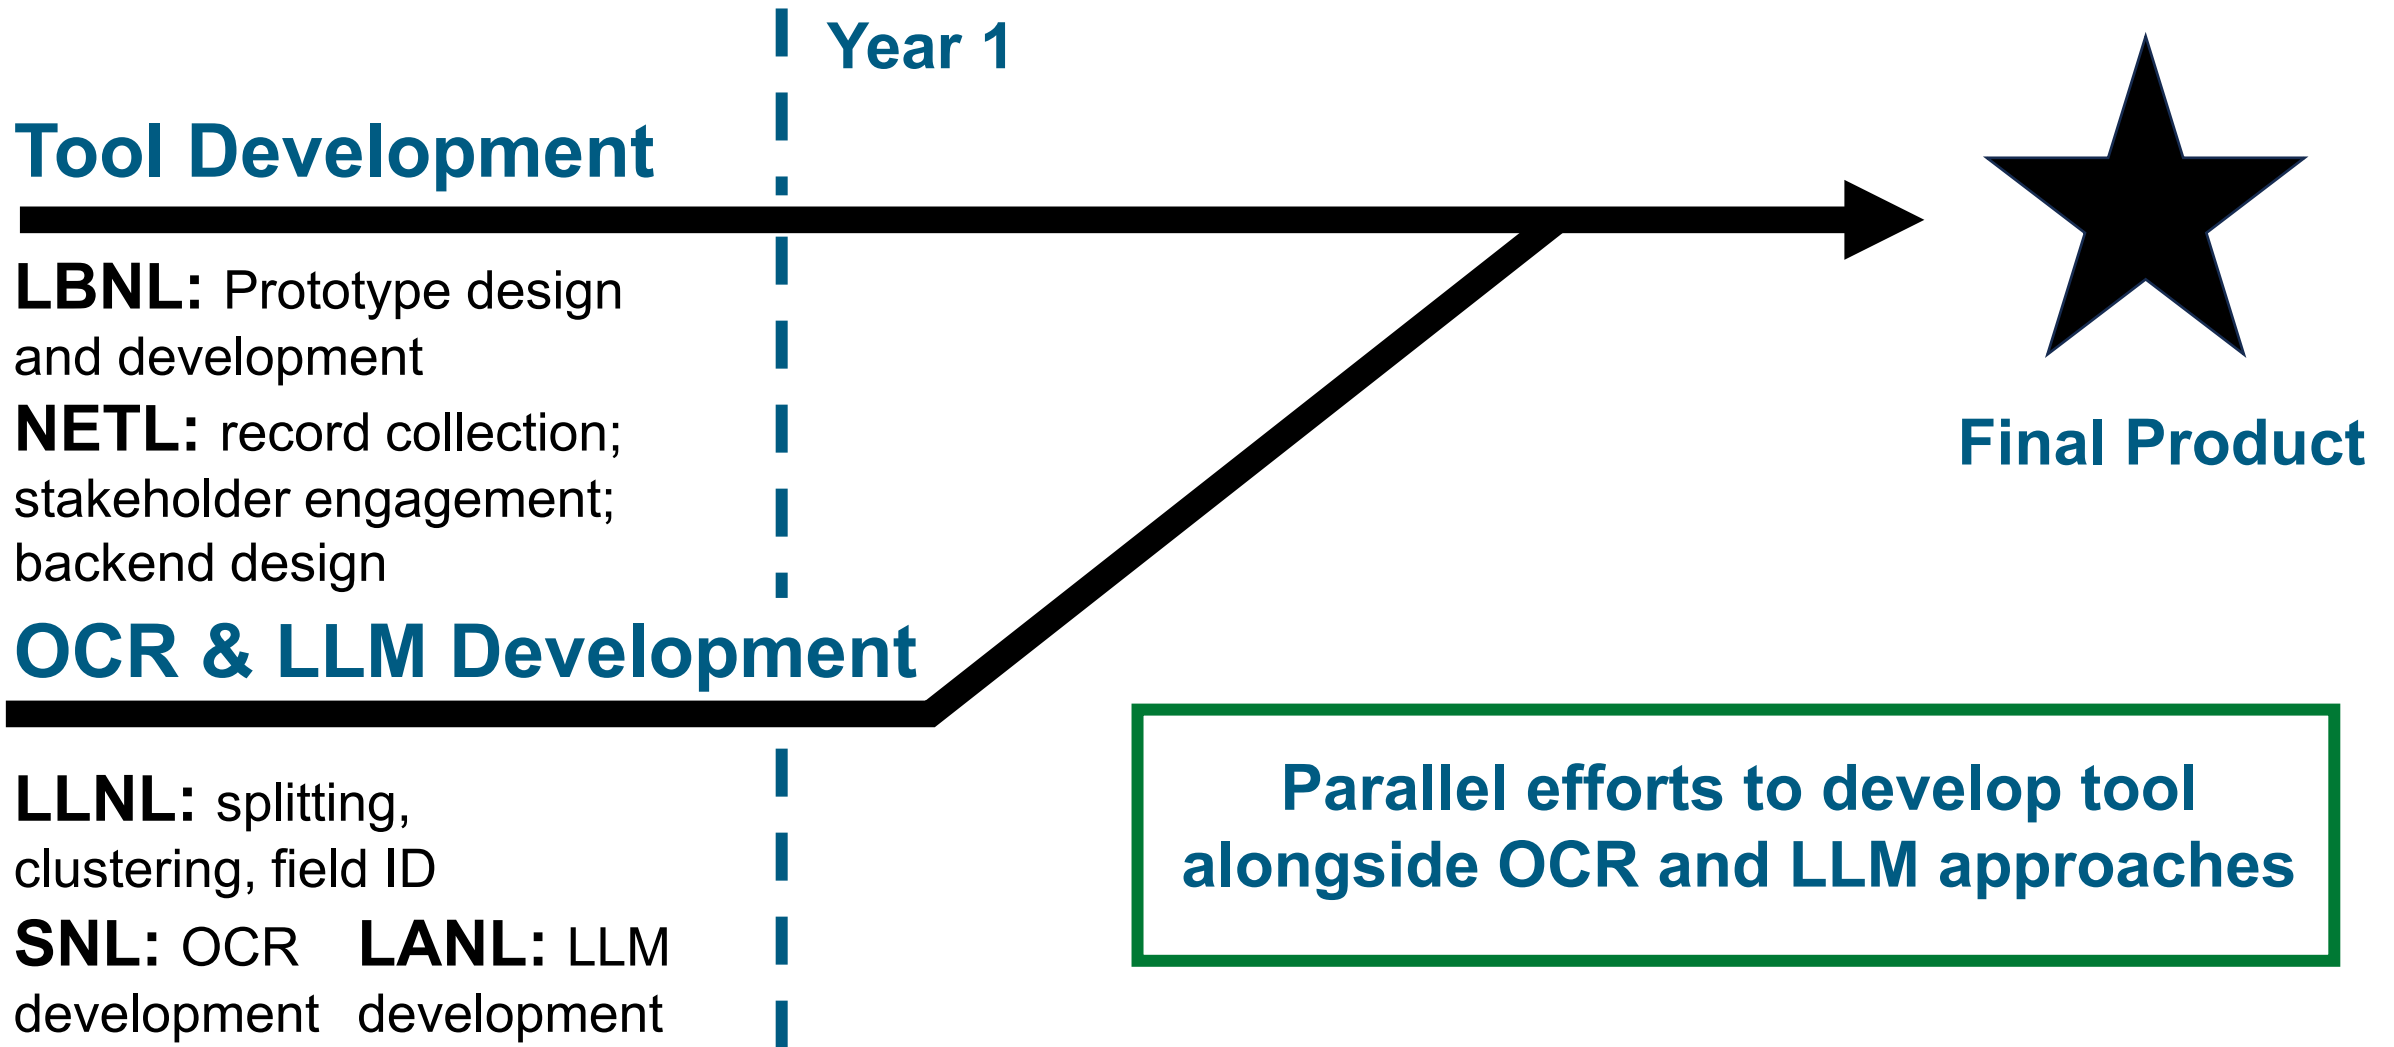 Year 1
Tool Development
LBNL: Prototype design
and development
NETL: record collection;
stakeholder engagement;
backend design
Final Product
OCR & LLM Development
LLNL: splitting,
clustering, field ID
SNL: OCR
development
LANL: LLM
development
Parallel efforts to develop tool
alongside OCR and LLM approaches